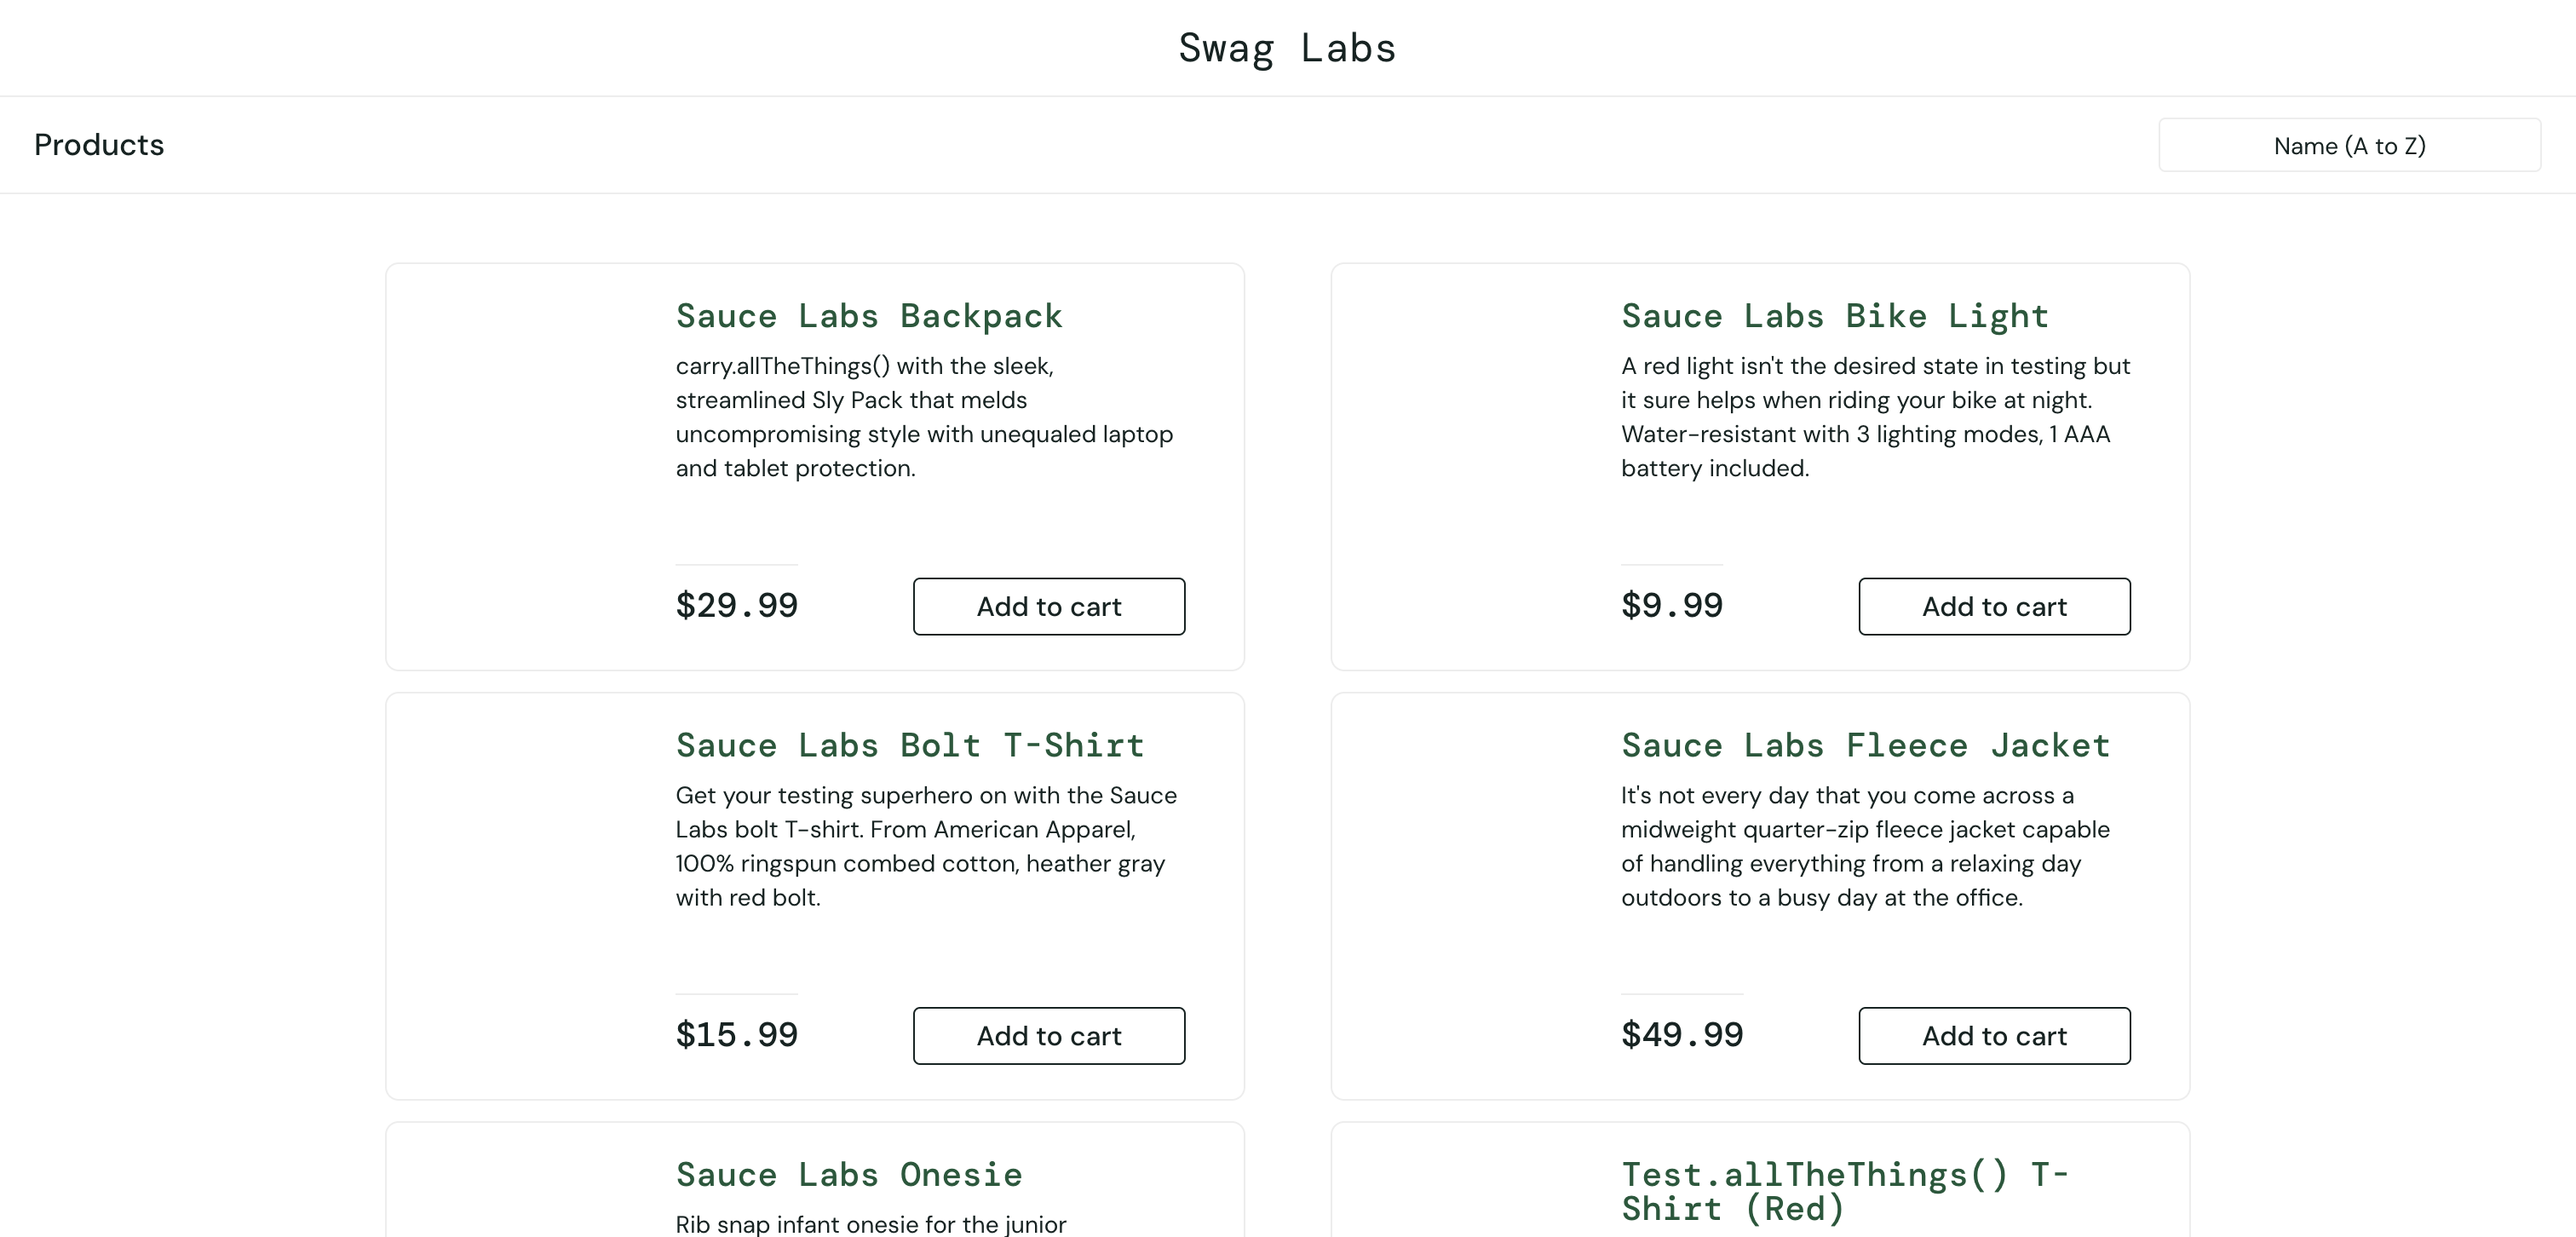 Swag Labs
Products
Name (A to Z)
Sauce Labs Backpack
carry.allTheThings() with the sleek,
streamlined Sly Pack that melds
uncompromising style with unequaled laptop
and tablet protection.
$29.99
Add to cart
Sauce Labs Bike Light
A red light isn't the desired state in testing but
it sure helps when riding your bike at night.
Water-resistant with 3 lighting modes, 1 AAA
battery included.
$9.99
Add to cart
Sauce Labs Bolt T-Shirt
Get your testing superhero on with the Sauce
Labs bolt T-shirt. From American Apparel,
100% ringspun combed cotton, heather gray
with red bolt.
$15.99
Add to cart
Sauce Labs Fleece Jacket
It's not every day that you come across a
midweight quarter-zip fleece jacket capable
of handling everything from a relaxing day
outdoors to a busy day at the office.
$49.99
Add to cart
Sauce Labs Onesie
Rib snap infant onesie for the junior
Test.allTheThings() T-
Shirt (Red)